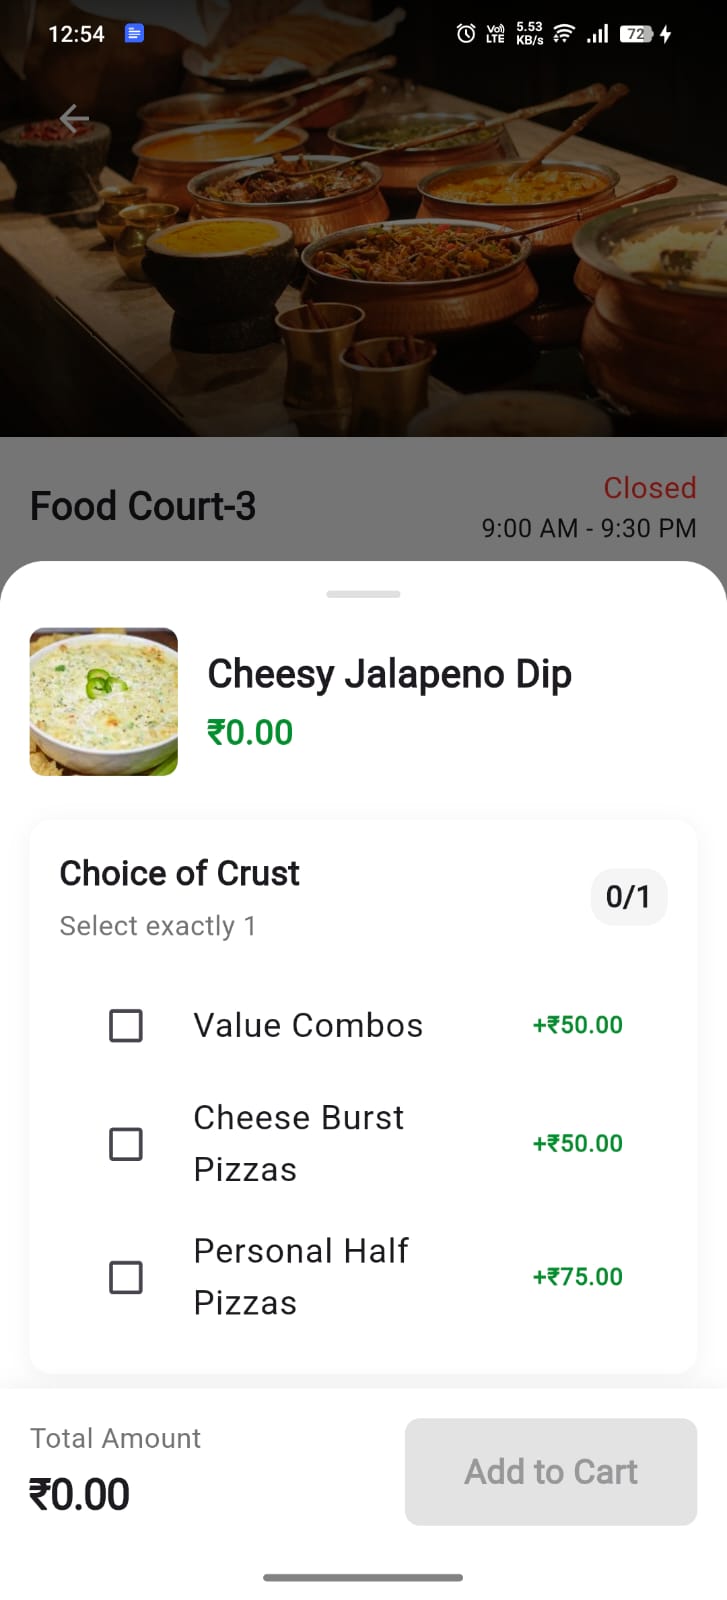 12:54
Vo)) LTE 5.53 KB/s 72
Food Court-3
Closed
9:00 AM - 9:30 PM
Cheesy Jalapeno Dip
₹0.00
Choice of Crust
Select exactly 1
0/1
Value Combos +₹50.00
Cheese Burst
Pizzas
+₹50.00
Personal Half
Pizzas
+₹75.00
Total Amount
₹0.00
Add to Cart